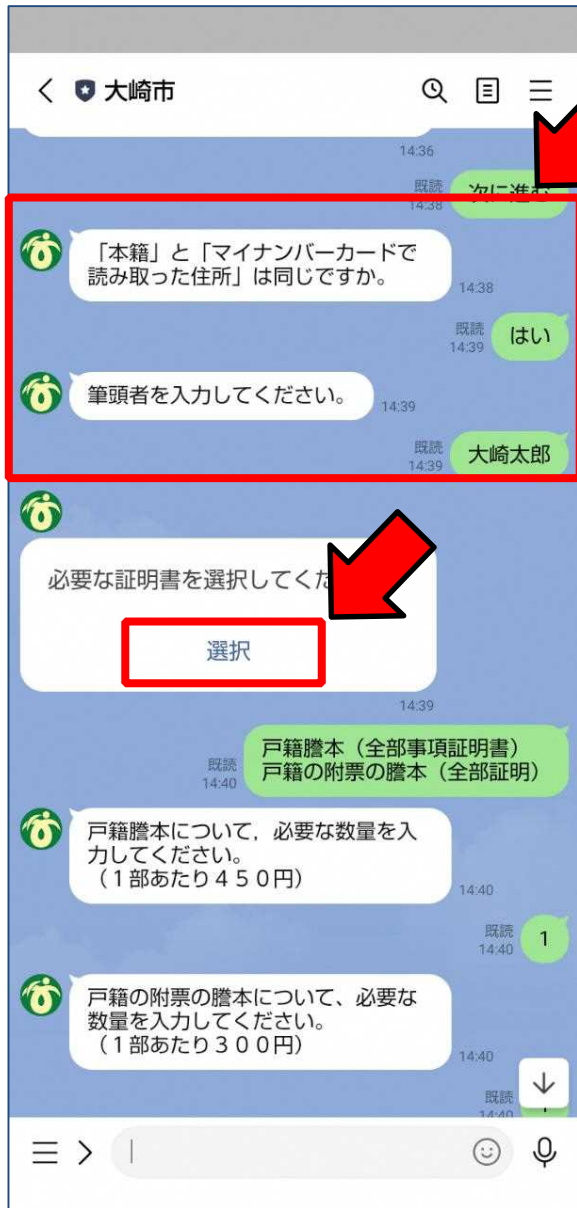 大崎市
14:36
既読
14:38
次に進む
「本籍」と「マイナンバーカードで
読み取った住所」は同じですか。
14:38
既読
14:39
はい
筆頭者を入力してください。
14:39
既読
14:39
大崎太郎
必要な証明書を選択してくだ
選択
14:39
既読
14:40
戸籍謄本（全部事項証明書）
戸籍の附票の謄本（全部証明）
戸籍謄本について，必要な数量を入
力してください。
（１部あたり４５０円）
14:40
既読
14:40
1
戸籍の附票の謄本について、必要な
数量を入力してください。
（１部あたり３００円）
14:40
既読
14:40